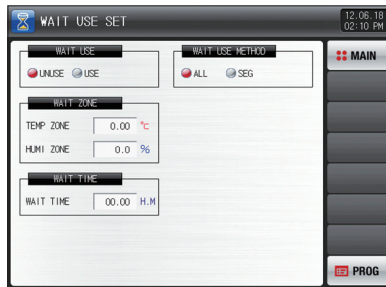 WAIT USE SET
12.06.18
02:10 PM
WAIT USE
UNUSE USE
WAIT USE METHOD
ALL SEG
MAIN
WAIT ZONE
TEMP ZONE 0.00 ℃
HUMI ZONE 0.0 %
WAIT TIME
WAIT TIME 00.00 H.M
PROG